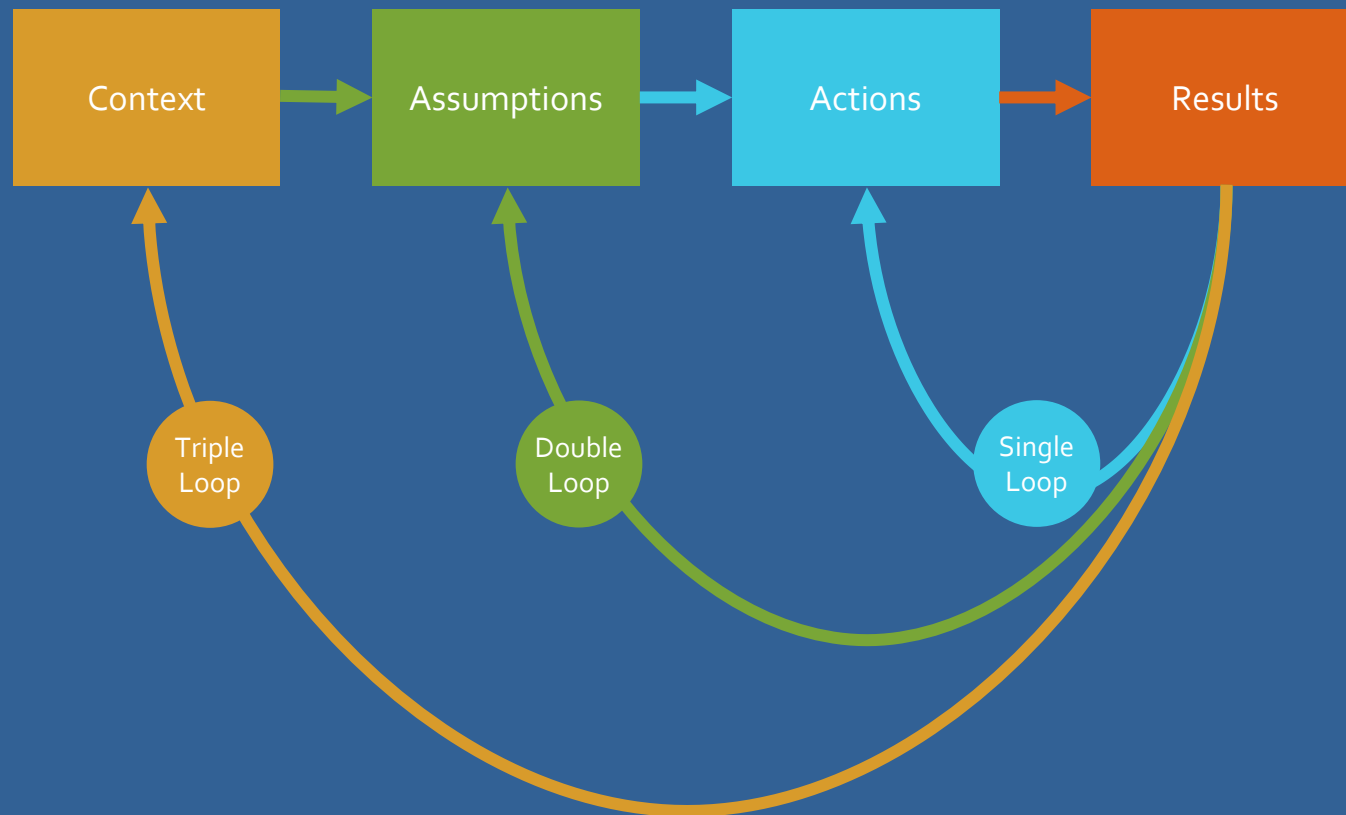 Context
Assumptions
Actions
Results
Triple
Loop
Double
Loop
Single
Loop